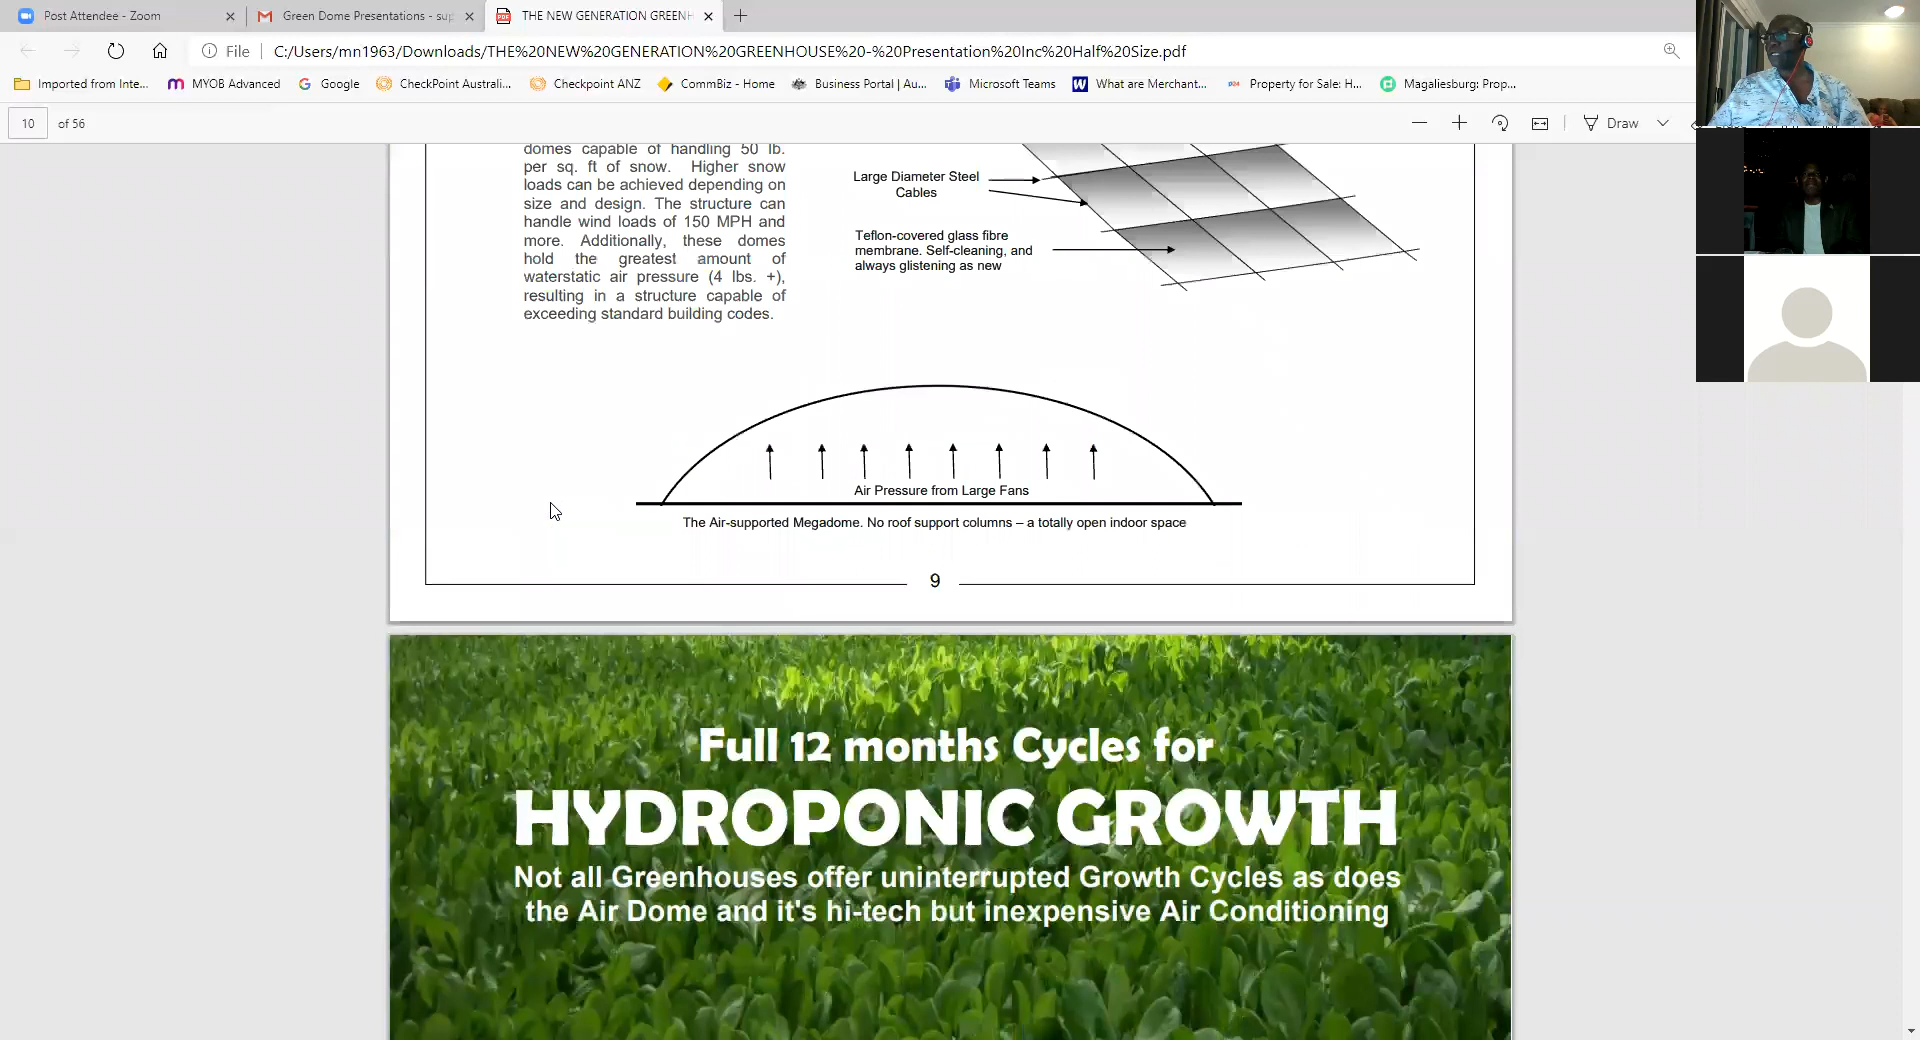 Post Attendee - Zoom
Green Dome Presentations - sup
THE NEW GENERATION GREENH
File
C:/Users/mn1963/Downloads/THE%20NEW%20GENERATION%20GREENHOUSE%20-%20Presentation%20Inc%20Half%20Size.pdf
Imported from Inte...
MYOB Advanced
Google
CheckPoint Australi...
Checkpoint ANZ
CommBiz - Home
Business Portal | Au...
Microsoft Teams
What are Merchant...
Property for Sale: H...
Magaliesburg: Prop...
10 of 56
Draw
domes capable of handling 50 lb.
per sq. ft of snow. Higher snow
loads can be achieved depending on
size and design. The structure can
handle wind loads of 150 MPH and
more. Additionally, these domes
hold the greatest amount of
waterstatic air pressure (4 lbs. +),
resulting in a structure capable of
exceeding standard building codes.
Large Diameter Steel
Cables
Teflon-covered glass fibre
membrane. Self-cleaning, and
always glistening as new
Air Pressure from Large Fans
The Air-supported Megadome. No roof support columns – a totally open indoor space
9
Full 12 months Cycles for
HYDROPONIC GROWTH
Not all Greenhouses offer uninterrupted Growth Cycles as does
the Air Dome and it's hi-tech but inexpensive Air Conditioning